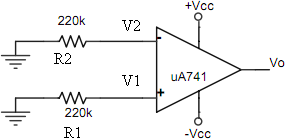 +Vcc
220k
V2
R2
-
uA741
Vo
V1
+
220k
R1
-Vcc